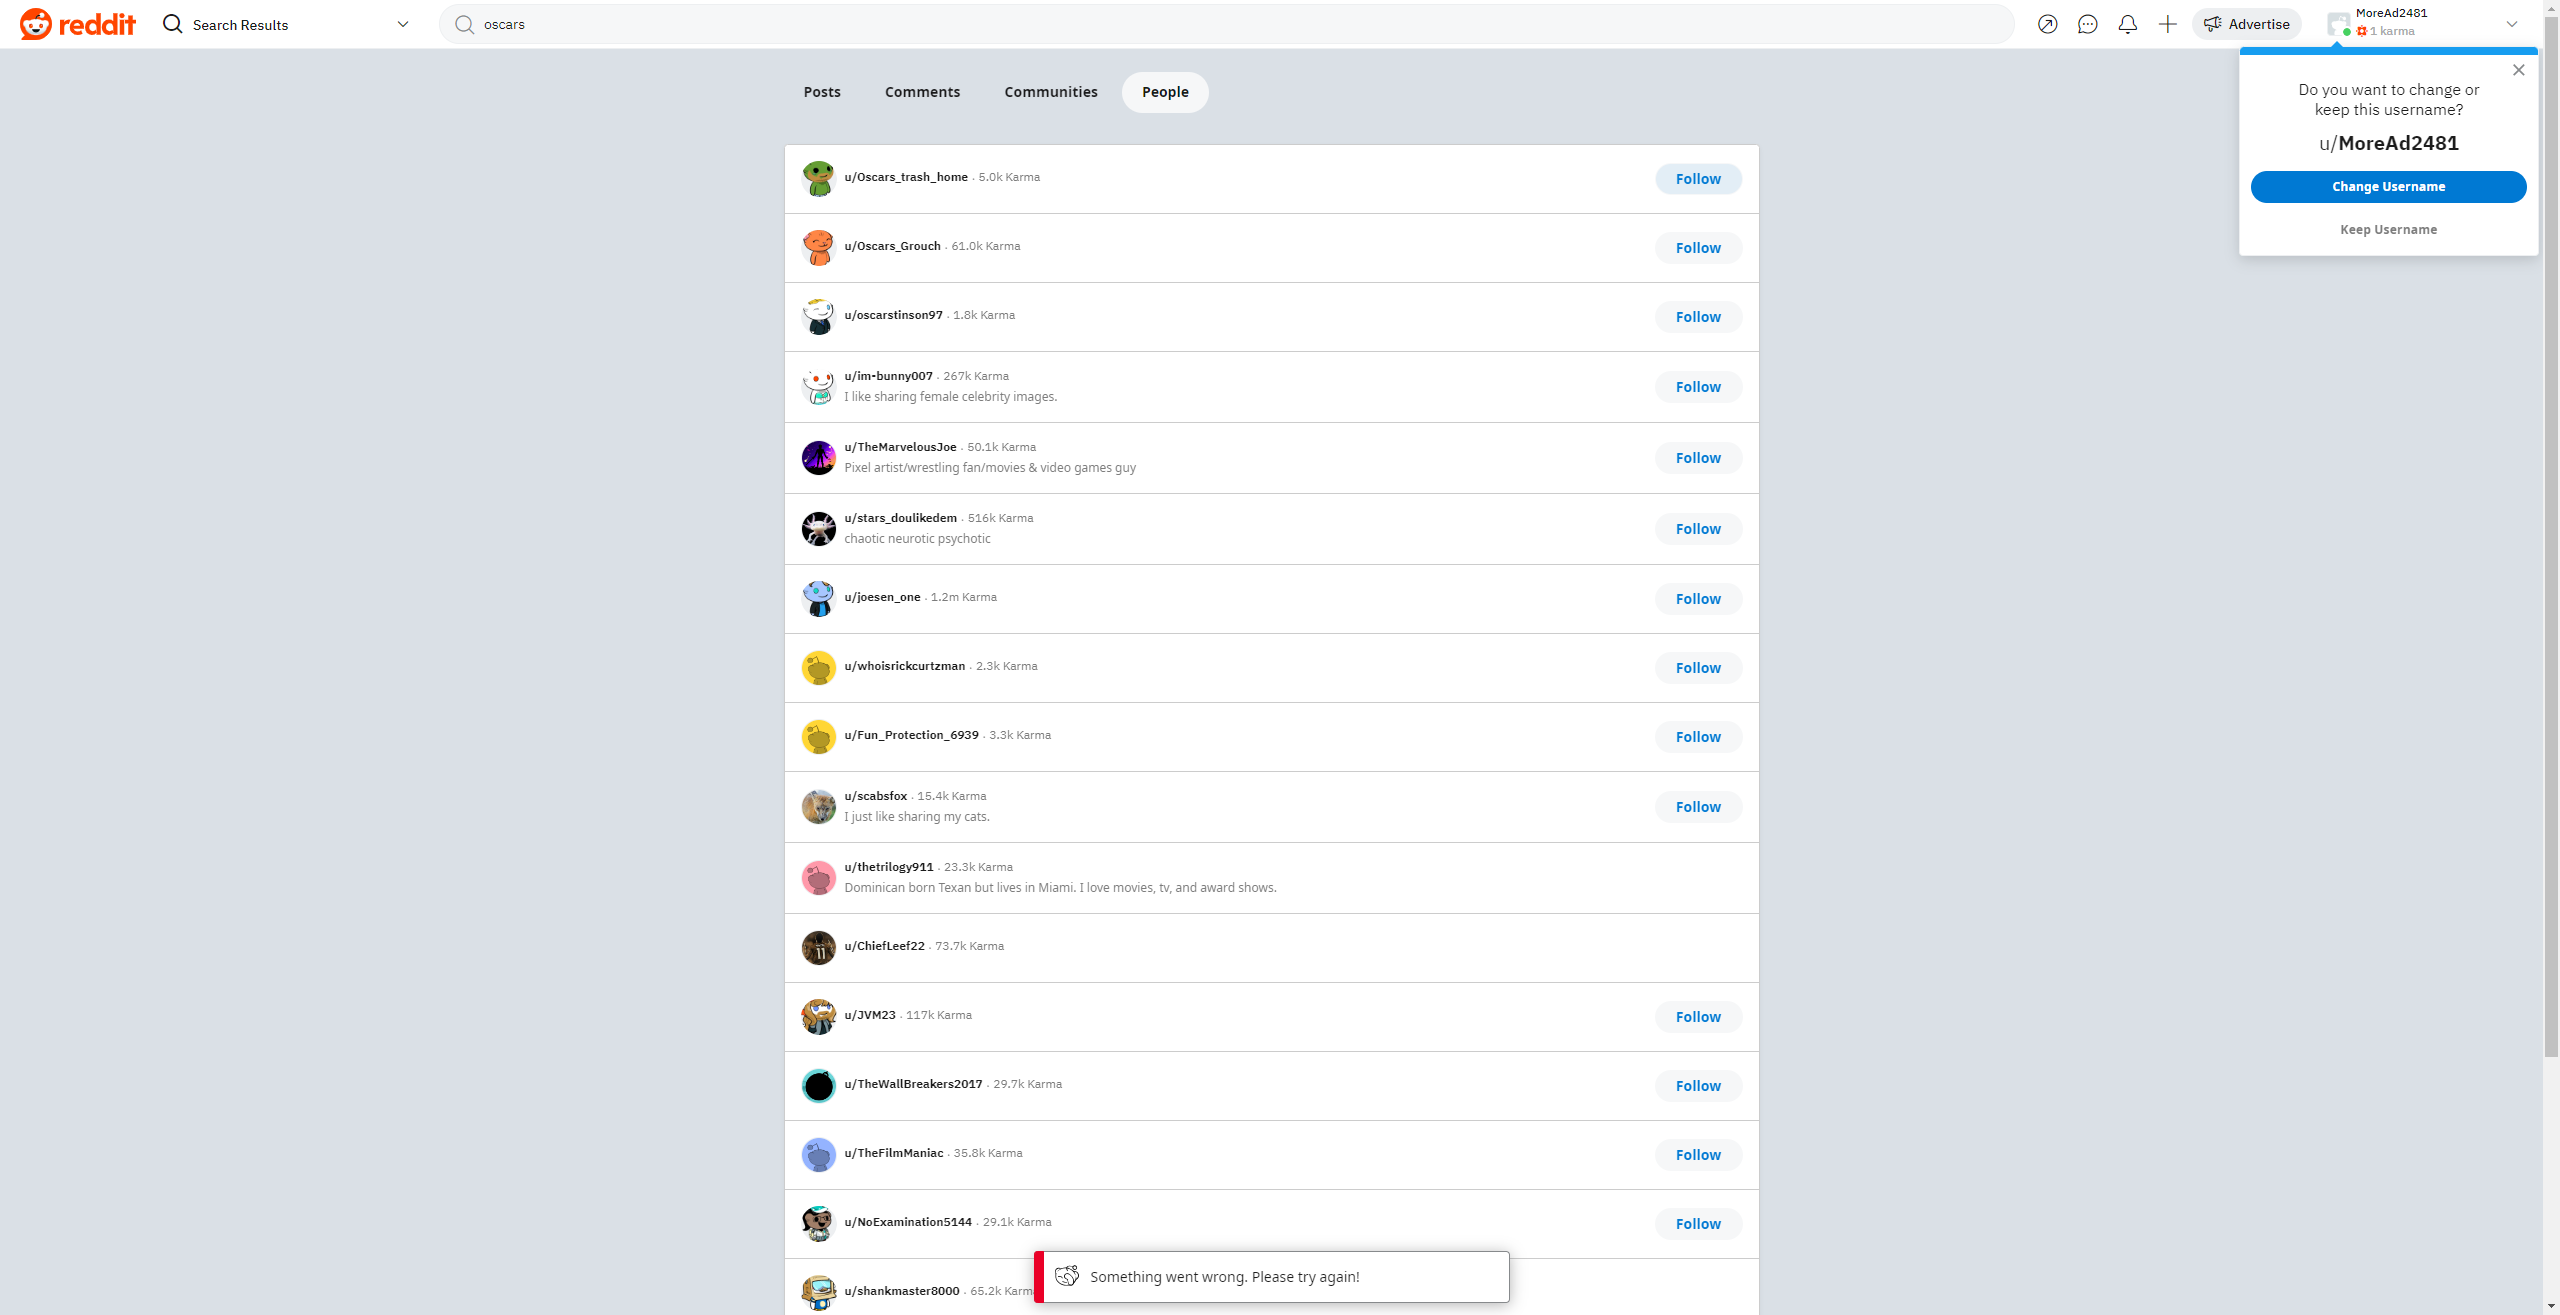 reddit
Search Results
oscars
Advertise
MoreAd2481
1 karma
Do you want to change or
keep this username?
u/MoreAd2481
Change Username
Keep Username
Posts
Comments
Communities
People
u/Oscars_trash_home · 5.0k Karma
Follow
u/Oscars_Grouch · 61.0k Karma
Follow
u/oscarstinson97 · 1.8k Karma
Follow
u/im-bunny007 · 267k Karma
I like sharing female celebrity images.
Follow
u/TheMarvelousJoe · 50.1k Karma
Pixel artist/wrestling fan/movies & video games guy
Follow
u/stars_doulikedem · 516k Karma
chaotic neurotic psychotic
Follow
u/joesen_one · 1.2m Karma
Follow
u/whoisrickcurtzman · 2.3k Karma
Follow
u/Fun_Protection_6939 · 3.3k Karma
Follow
u/scabsfox · 15.4k Karma
I just like sharing my cats.
Follow
u/thetrilogy911 · 23.3k Karma
Dominican born Texan but lives in Miami. I love movies, tv, and award shows.
u/ChiefLeef22 · 73.7k Karma
u/JVM23 · 117k Karma
Follow
u/TheWallBreakers2017 · 29.7k Karma
Follow
u/TheFilmManiac · 35.8k Karma
Follow
u/NoExamination5144 · 29.1k Karma
Follow
u/shankmaster8000 · 65.2k Karm
Something went wrong. Please try again!